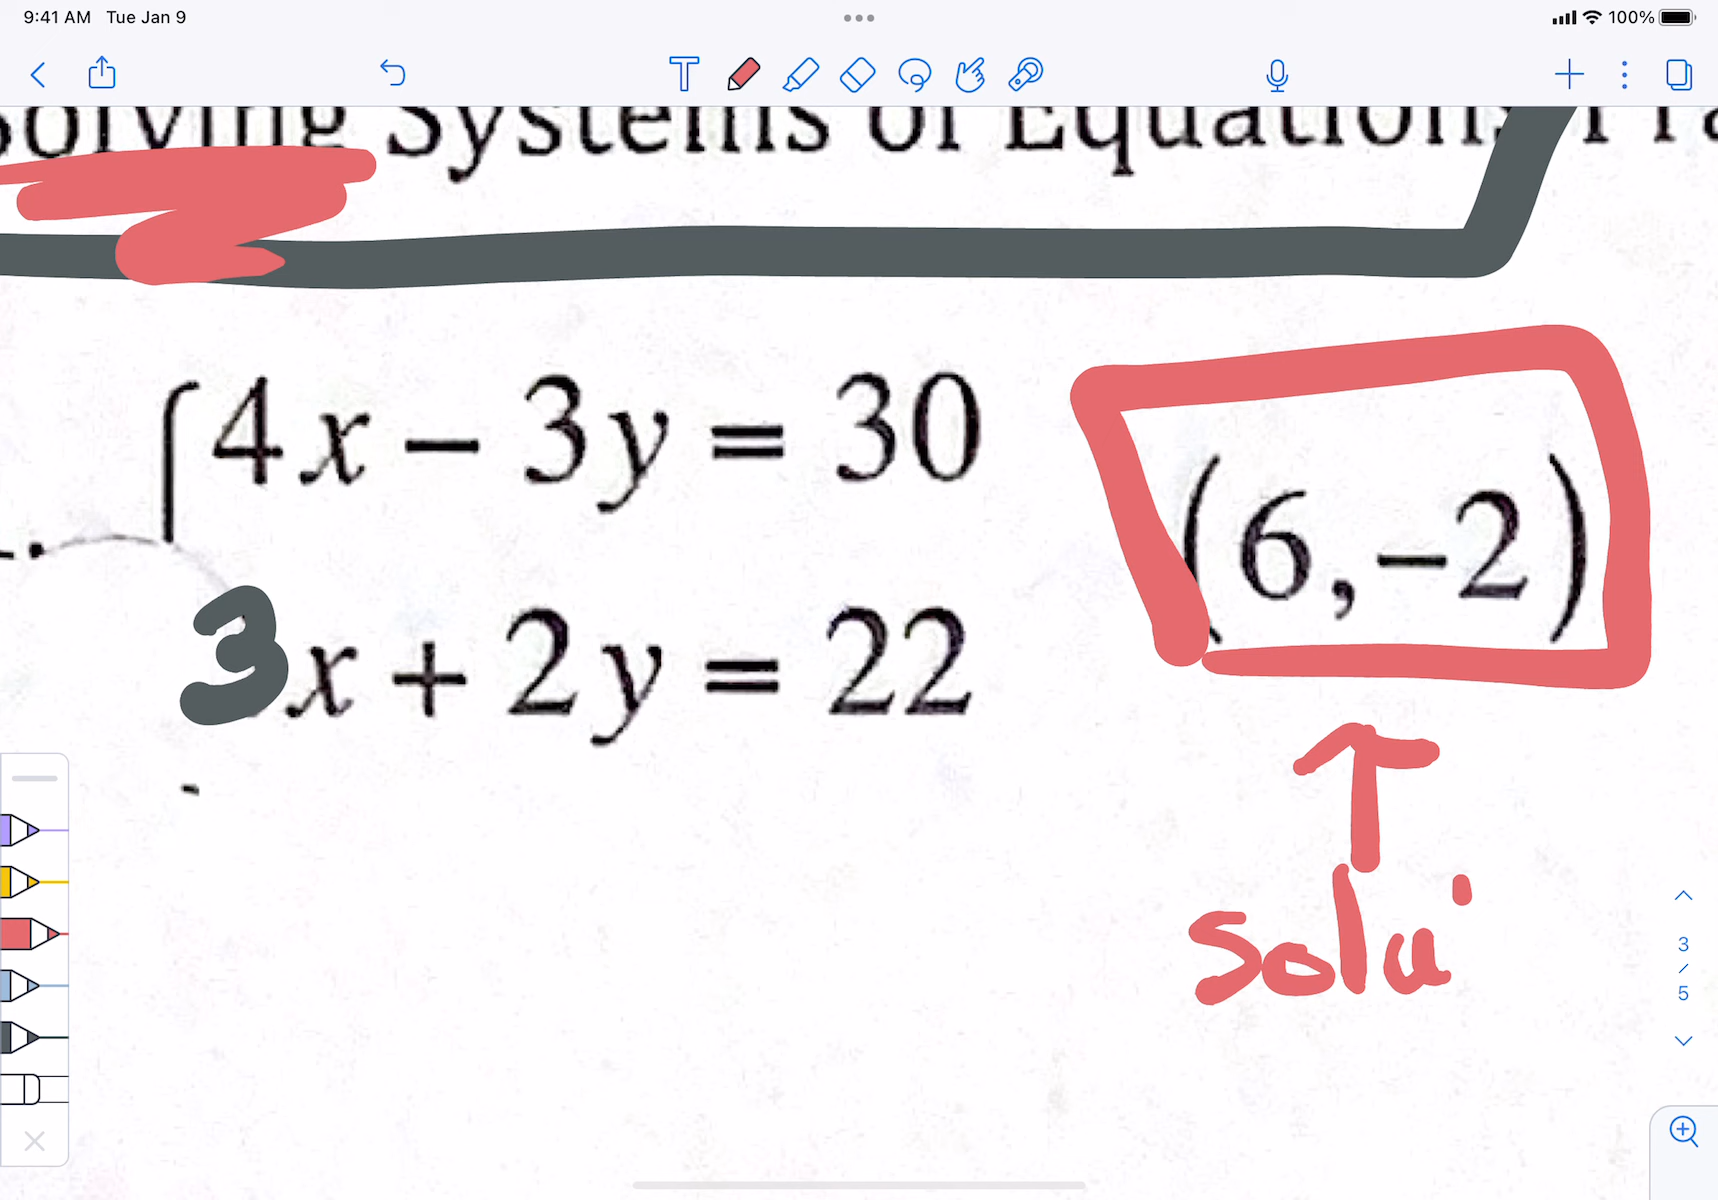 9:41 AM Tue Jan 9
100%
Solving Systems of Equations
4x − 3y = 30
(6, −2)
3x + 2y = 22
solu
3
/
5